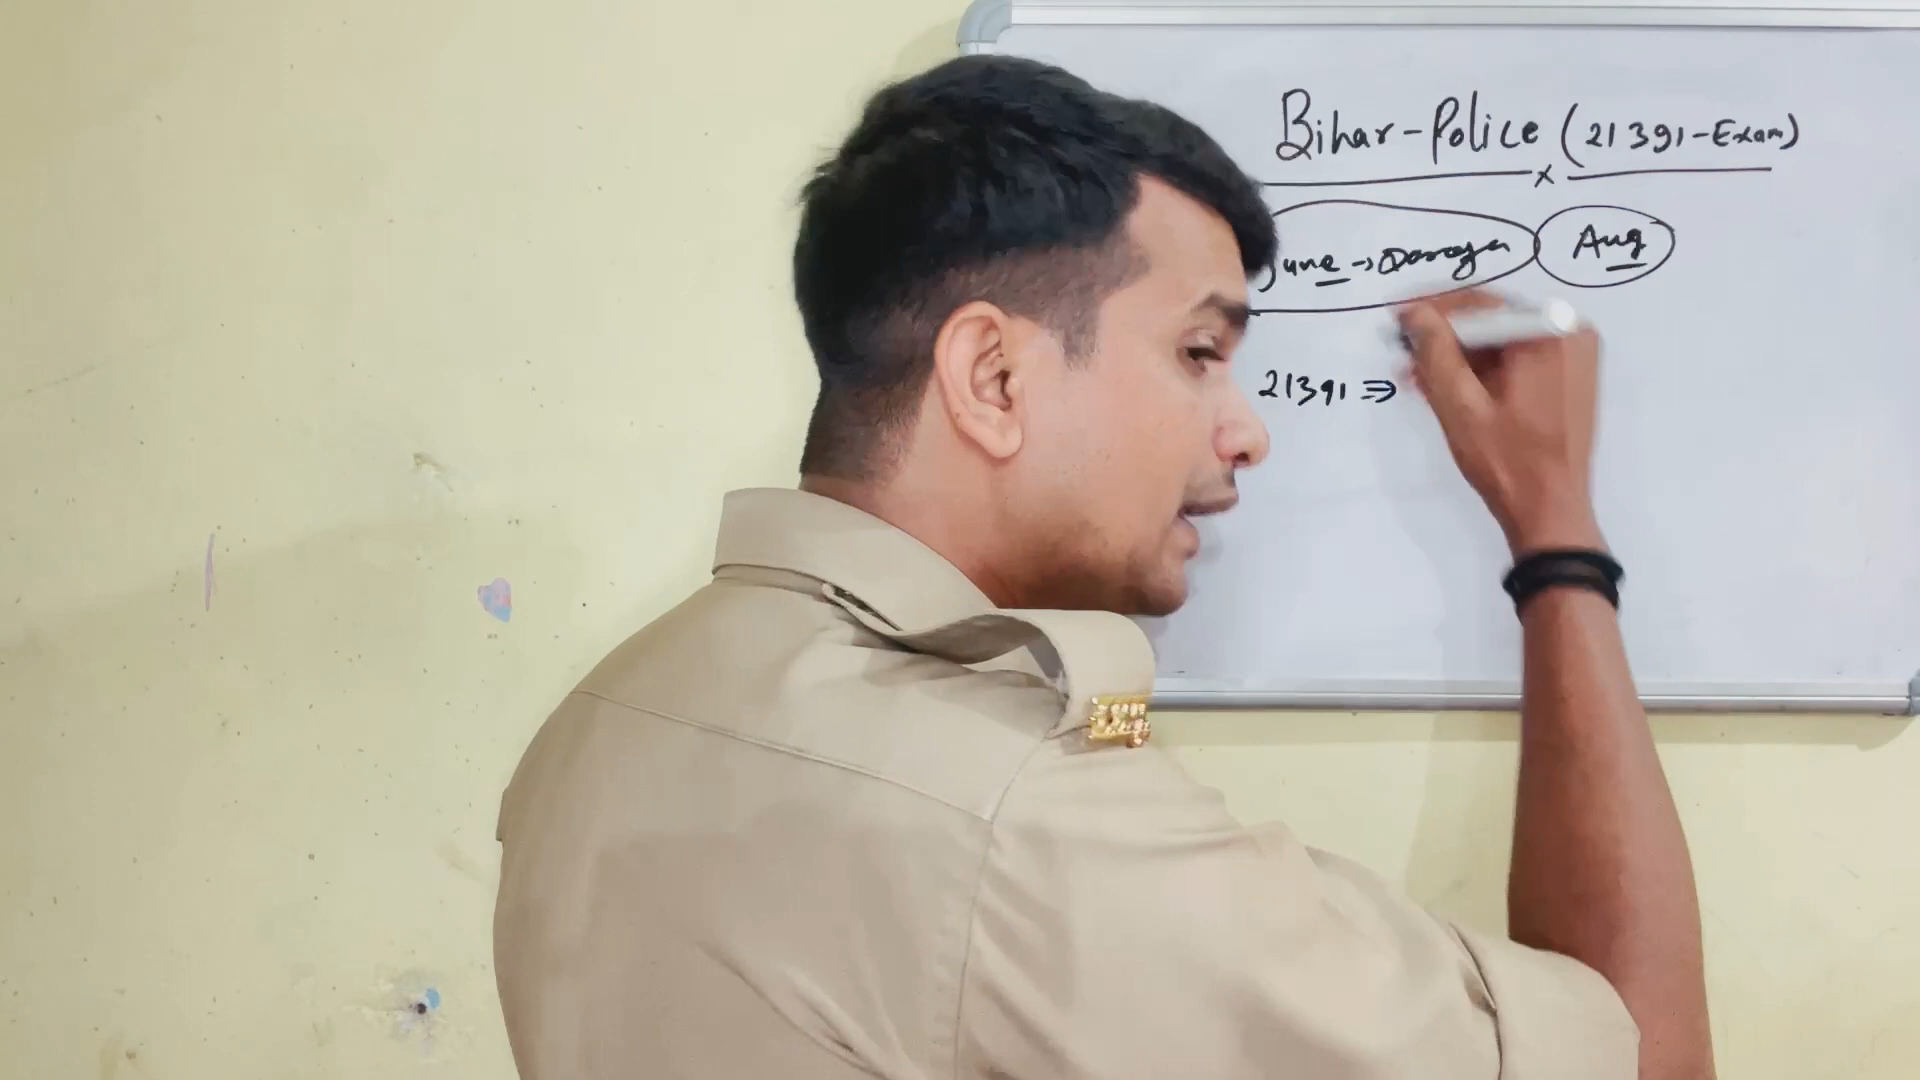 Bihar-Police (21391-Exam)
x
June → Daroga Aug
21391 ⇒